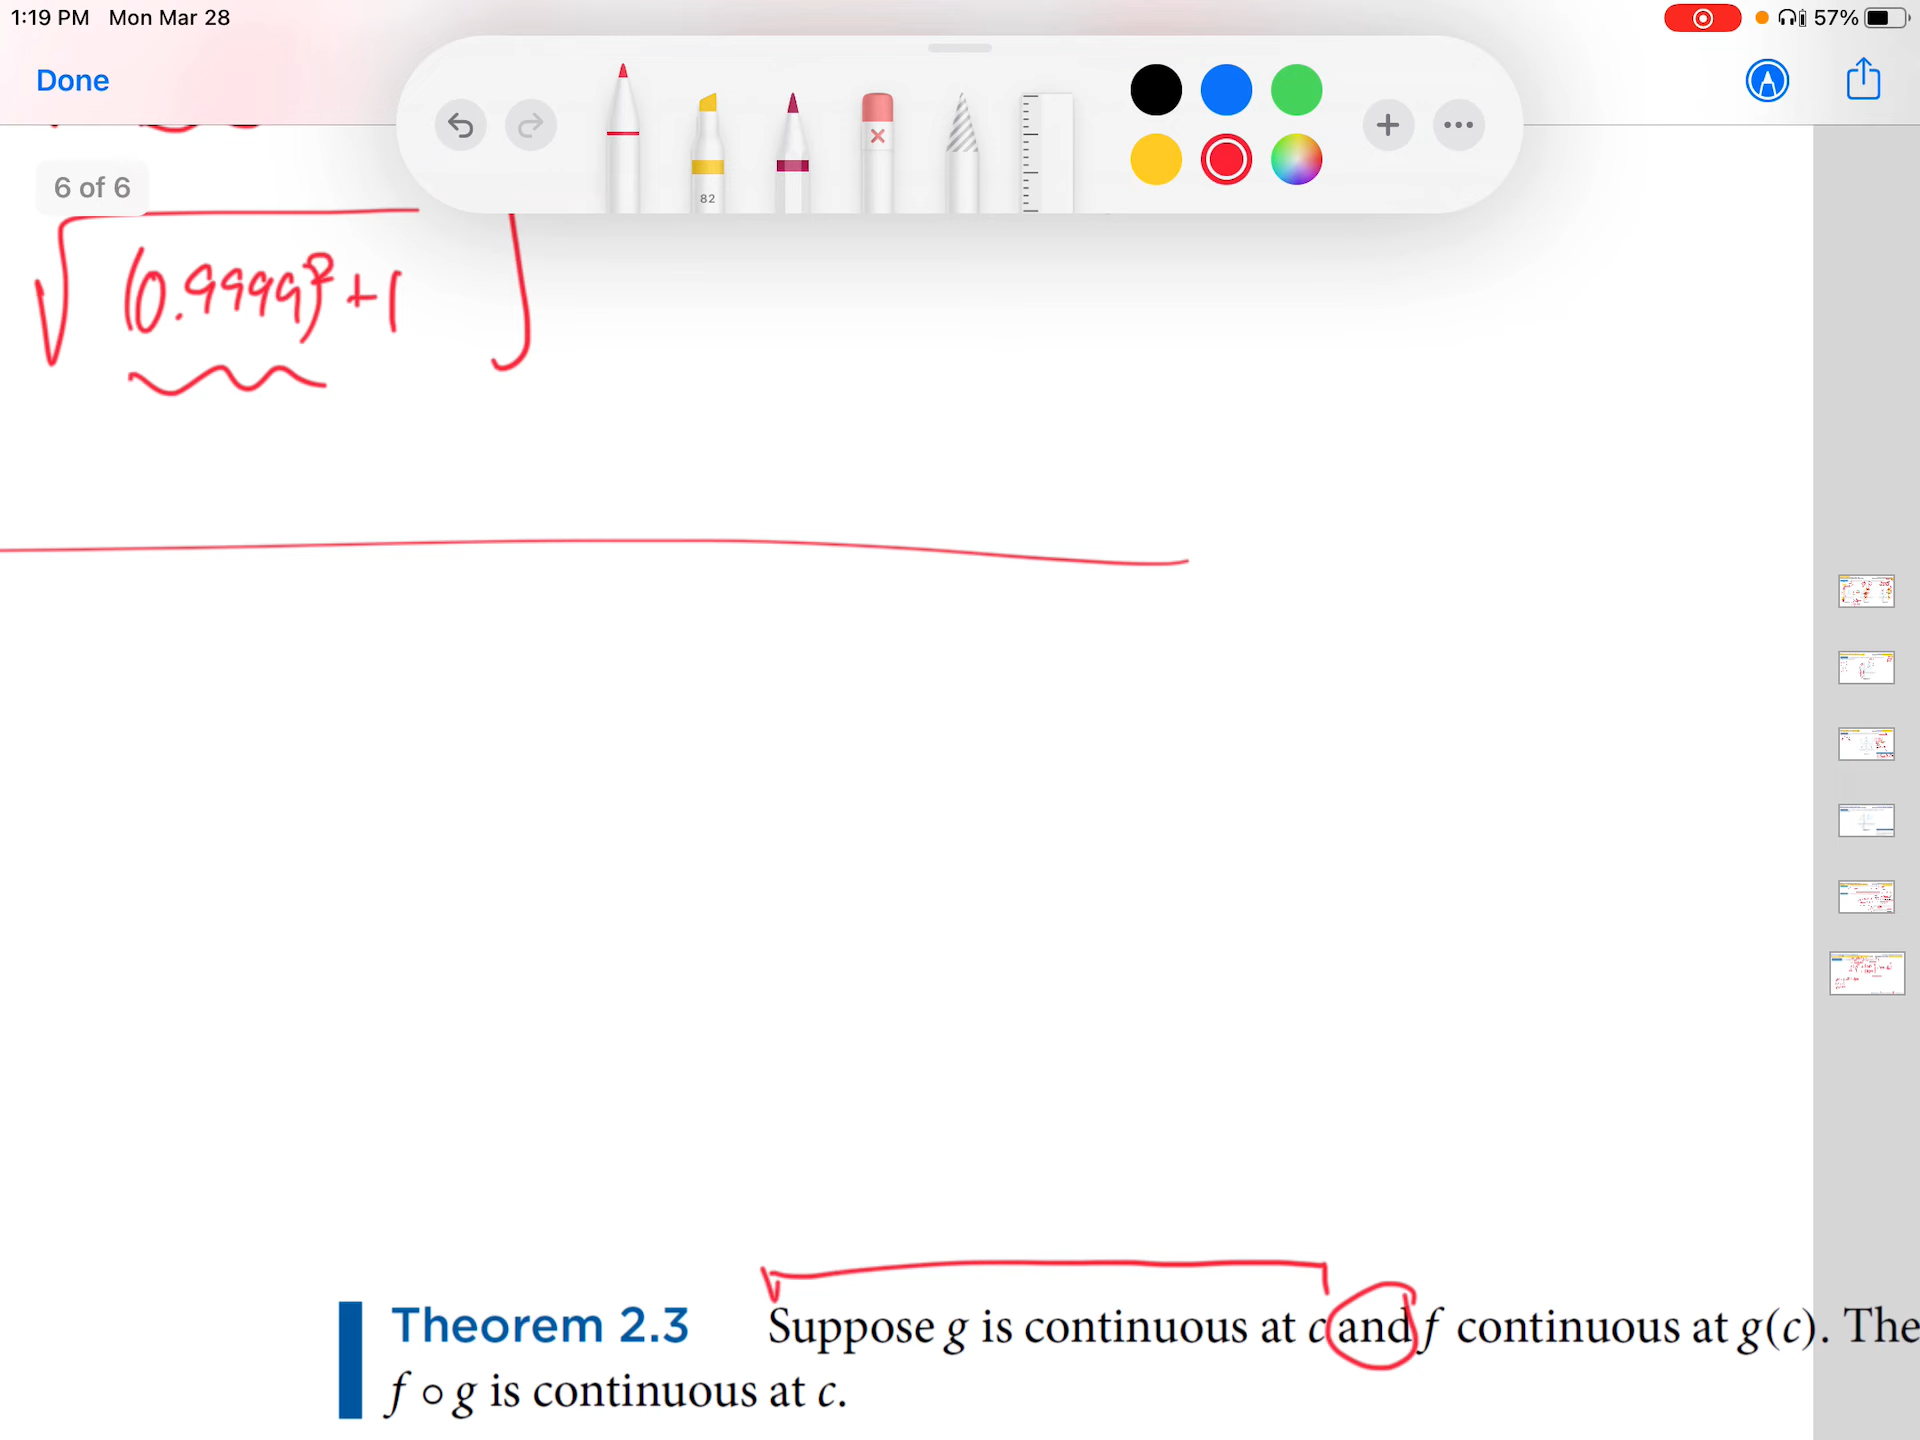 1:19 PM Mon Mar 28
57%
Done
82
6 of 6
√(0.9999)²+1 ]
Theorem 2.3 Suppose g is continuous at c and f continuous at g(c). The
f ∘ g is continuous at c.